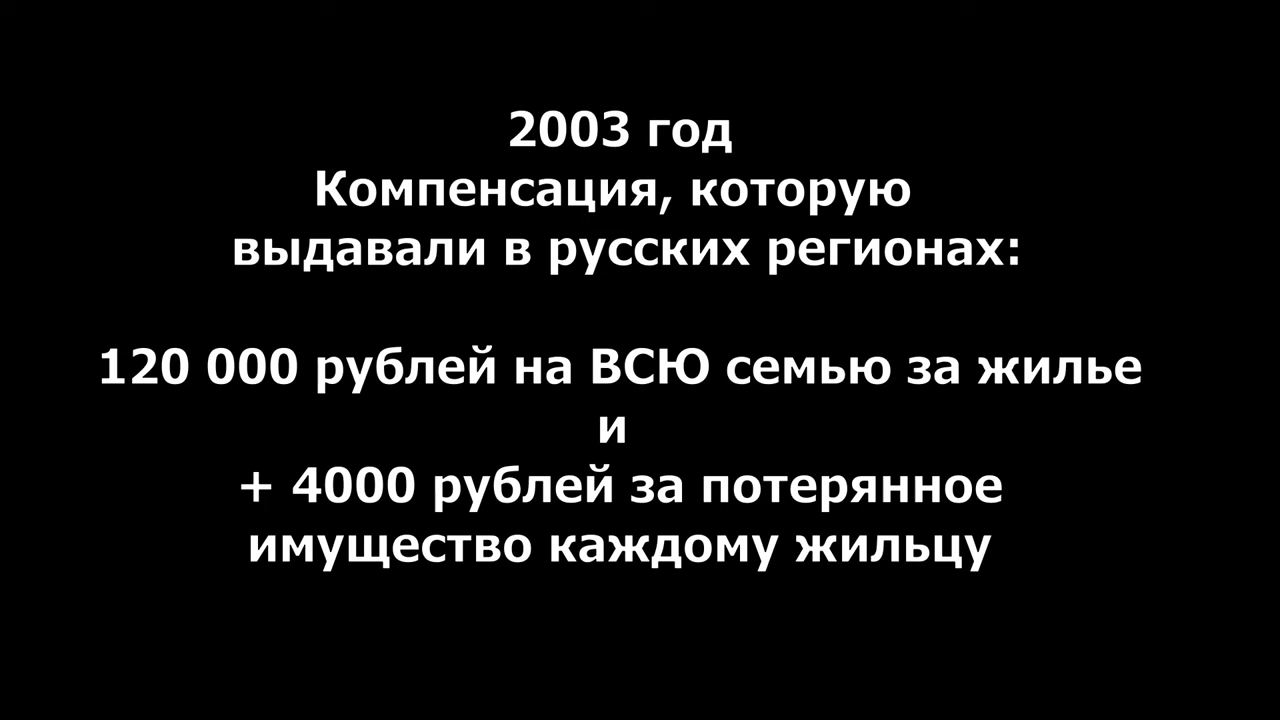 2003 год
Компенсация, которую
выдавали в русских регионах:
120 000 рублей на ВСЮ семью за жилье
и
+ 4000 рублей за потерянное
имущество каждому жильцу